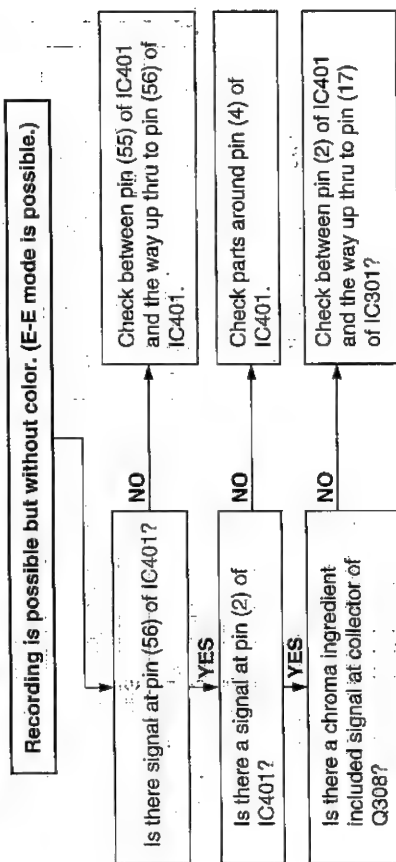 Recording is possible but without color. (E-E mode is possible.)
Is there signal at pin (56) of IC401?
NO
Check between pin (55) of IC401
and the way up thru to pin (56) of
IC401.
YES
Is there a signal at pin (2) of
IC401?
NO
Check parts around pin (4) of
IC401.
YES
Is there a chroma ingredient
included signal at collector of
Q308?
NO
Check between pin (2) of IC401
and the way up thru to pin (17)
of IC301?